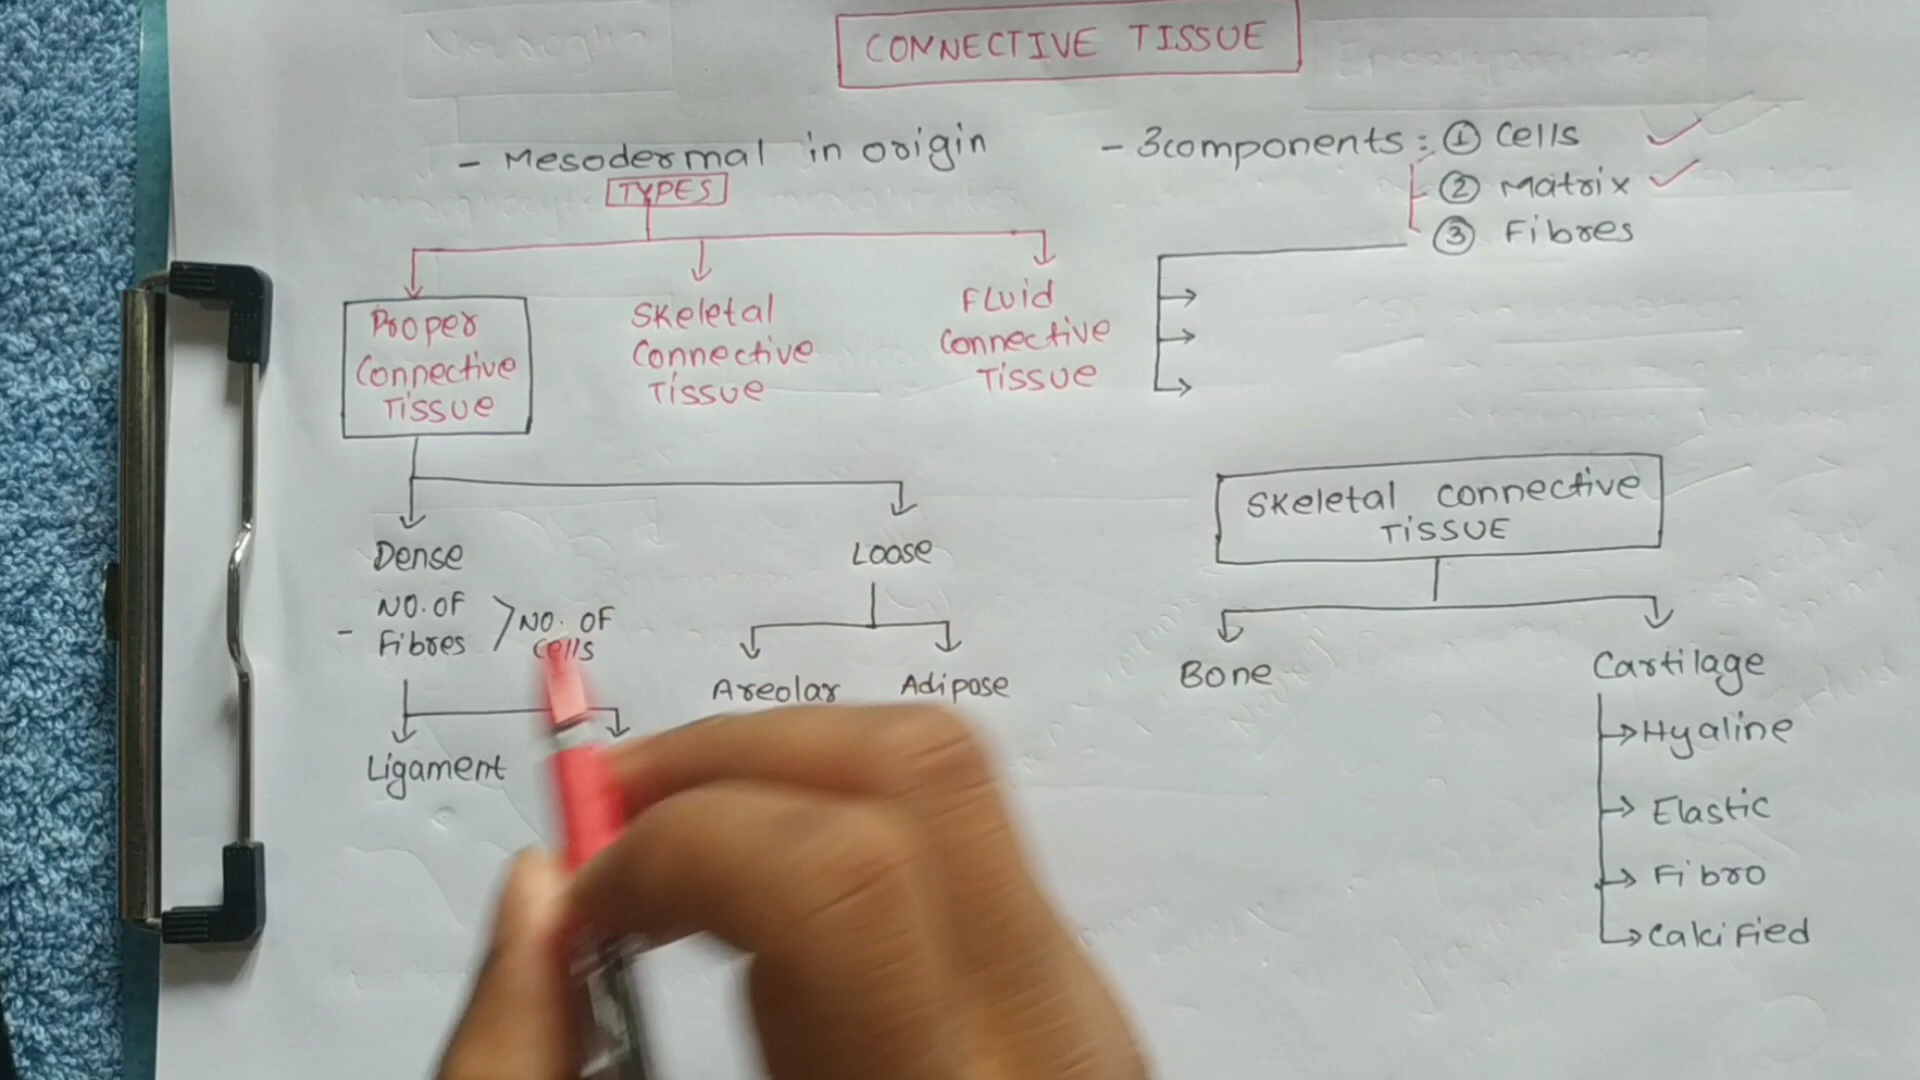 CONNECTIVE TISSUE
- Mesodermal in origin
- 3components : ① Cells
② Matrix
③ Fibres
TYPES
Proper
Connective
TISSUE
Skeletal
Connective
TISSUE
FLuid
Connective
TISSUE
Dense
- NO. OF Fibres > NO. OF cells
Ligament
Loose
Areolar
Adipose
Skeletal connective
TISSUE
Bone
Cartilage
Hyaline
Elastic
Fibro
Calcified